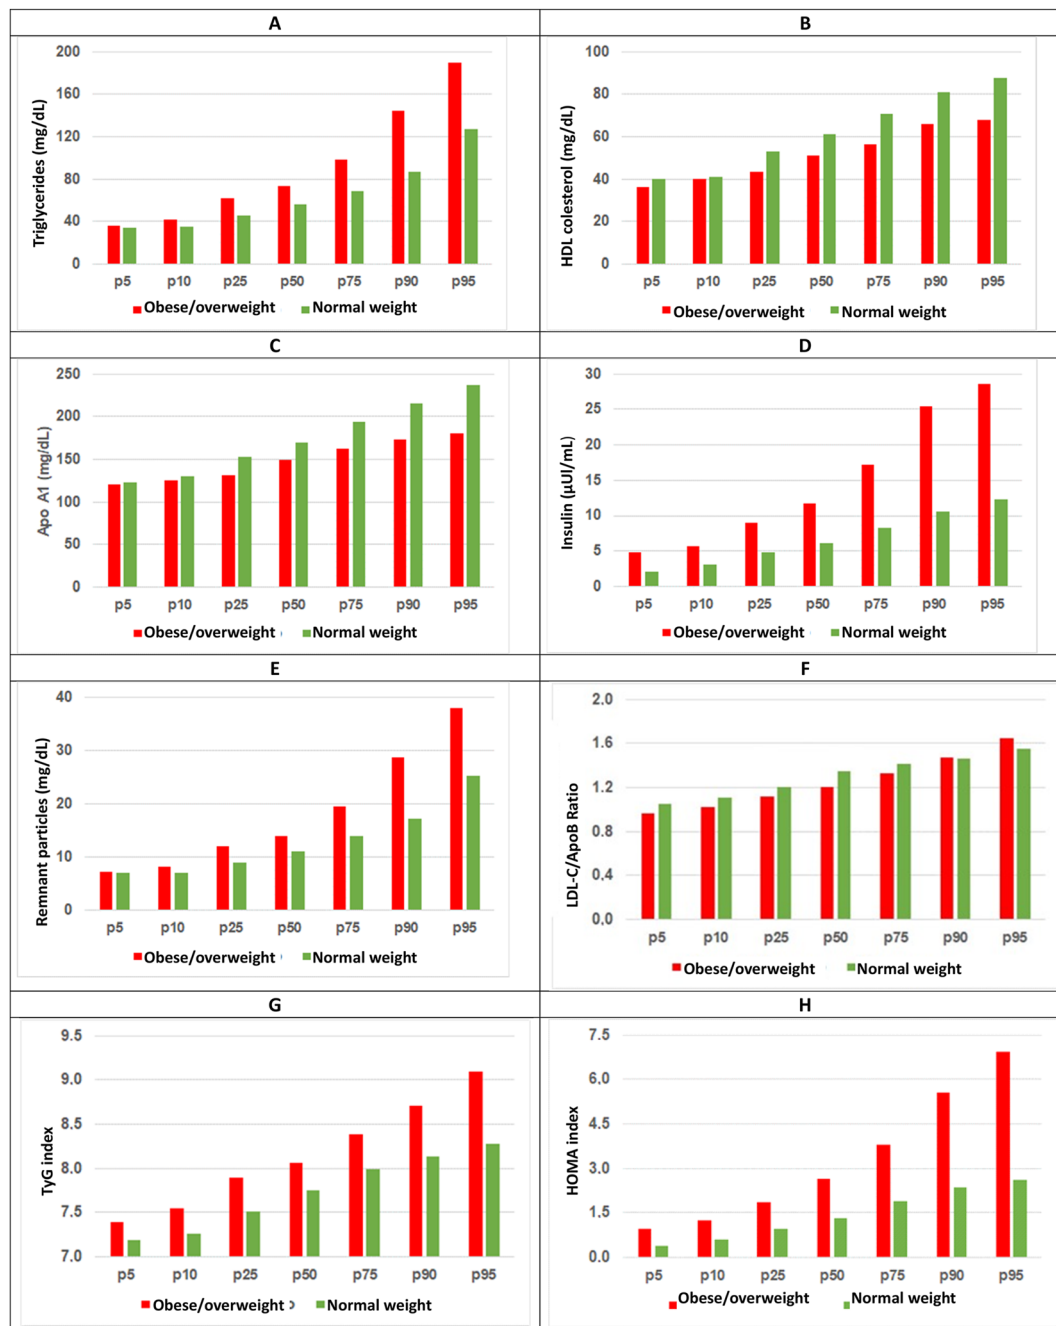 A
Triglycerides (mg/dL)
200
160
120
80
40
0
p5 p10 p25 p50 p75 p90 p95
Obese/overweight Normal weight
B
HDL colesterol (mg/dL)
100
80
60
40
20
0
p5 p10 p25 p50 p75 p90 p95
Obese/overweight Normal weight
C
Apo A1 (mg/dL)
250
200
150
100
50
0
p5 p10 p25 p50 p75 p90 p95
Obese/overweight Normal weight
D
Insulin (µUI/mL)
30
25
20
15
10
5
0
p5 p10 p25 p50 p75 p90 p95
Obese/overweight Normal weight
E
Remnant particles (mg/dL)
40
30
20
10
0
p5 p10 p25 p50 p75 p90 p95
Obese/overweight Normal weight
F
LDL-C/ApoB Ratio
2.0
1.6
1.2
0.8
0.4
0.0
p5 p10 p25 p50 p75 p90 p95
Obese/overweight Normal weight
G
TyG index
9.5
9.0
8.5
8.0
7.5
7.0
p5 p10 p25 p50 p75 p90 p95
Obese/overweight Normal weight
H
HOMA index
7.5
6.0
4.5
3.0
1.5
0.0
p5 p10 p25 p50 p75 p90 p95
Obese/overweight Normal weight